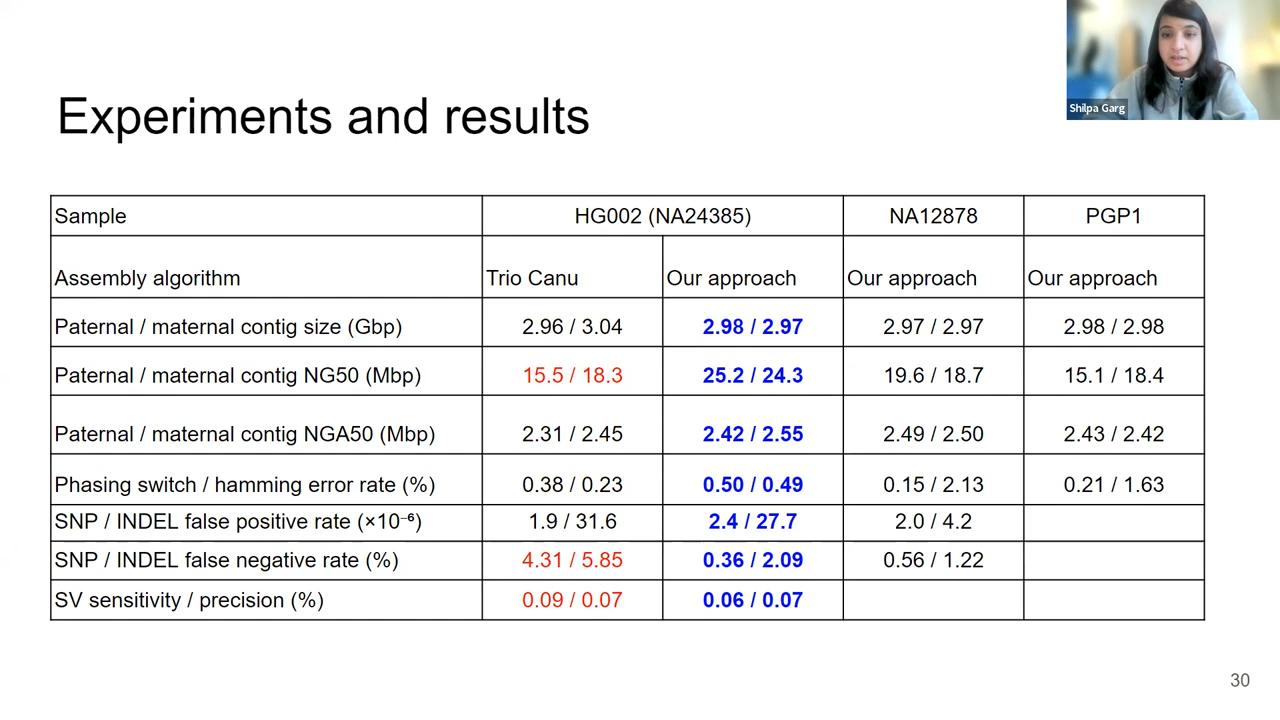 Shilpa Garg
Experiments and results
Sample HG002 (NA24385) NA12878 PGP1
Assembly algorithm Trio Canu Our approach Our approach Our approach
Paternal / maternal contig size (Gbp) 2.96 / 3.04 2.98 / 2.97 2.97 / 2.97 2.98 / 2.98
Paternal / maternal contig NG50 (Mbp) 15.5 / 18.3 25.2 / 24.3 19.6 / 18.7 15.1 / 18.4
Paternal / maternal contig NGA50 (Mbp) 2.31 / 2.45 2.42 / 2.55 2.49 / 2.50 2.43 / 2.42
Phasing switch / hamming error rate (%) 0.38 / 0.23 0.50 / 0.49 0.15 / 2.13 0.21 / 1.63
SNP / INDEL false positive rate (×10⁻⁶) 1.9 / 31.6 2.4 / 27.7 2.0 / 4.2
SNP / INDEL false negative rate (%) 4.31 / 5.85 0.36 / 2.09 0.56 / 1.22
SV sensitivity / precision (%) 0.09 / 0.07 0.06 / 0.07
30